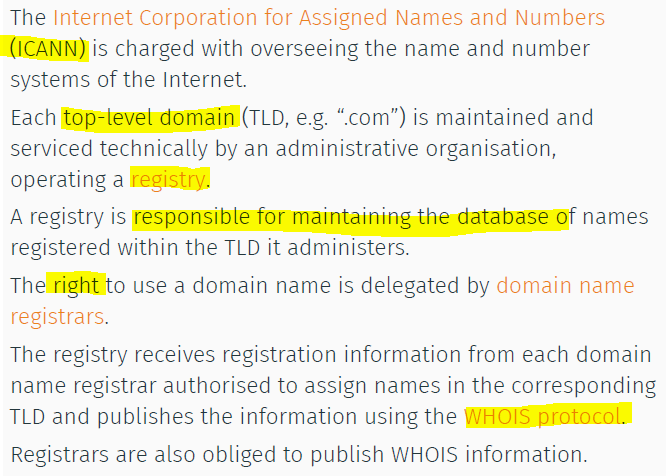 The Internet Corporation for Assigned Names and Numbers
(ICANN) is charged with overseeing the name and number
systems of the Internet.
Each top-level domain (TLD, e.g. “.com”) is maintained and
serviced technically by an administrative organisation,
operating a registry.
A registry is responsible for maintaining the database of names
registered within the TLD it administers.
The right to use a domain name is delegated by domain name
registrars.
The registry receives registration information from each domain
name registrar authorised to assign names in the corresponding
TLD and publishes the information using the WHOIS protocol.
Registrars are also obliged to publish WHOIS information.